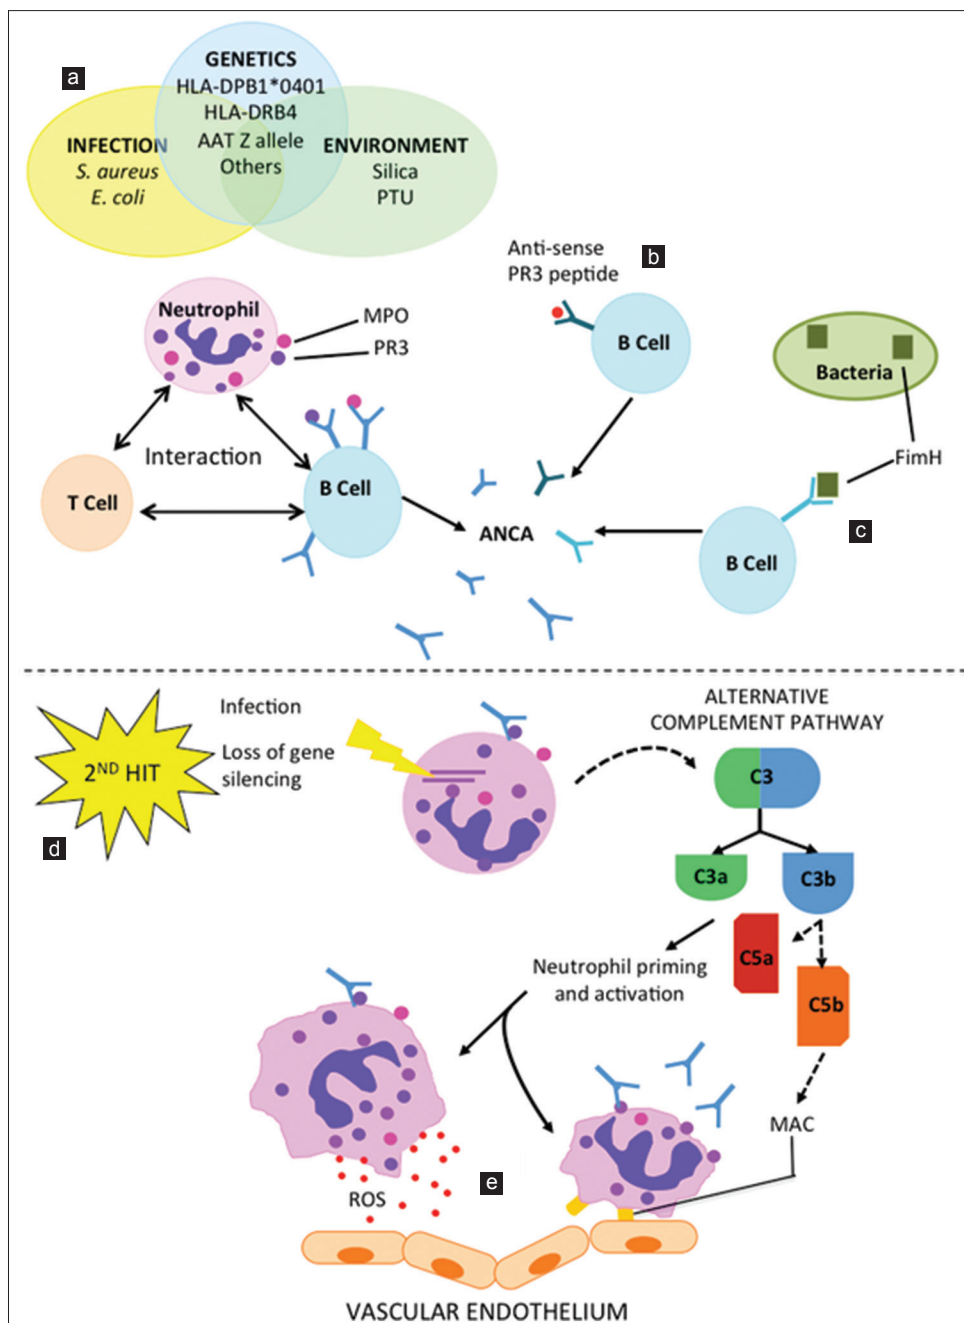 a
GENETICS
HLA-DPB1*0401
HLA-DRB4
AAT Z allele
Others
INFECTION
S. aureus
E. coli
ENVIRONMENT
Silica
PTU
Neutrophil
MPO
PR3
Interaction
T Cell
B Cell
Anti-sense
PR3 peptide
b
B Cell
Bacteria
FimH
c
B Cell
ANCA
2ND HIT
d
Infection
Loss of gene
silencing
ALTERNATIVE
COMPLEMENT PATHWAY
C3
C3a
C3b
C5a
C5b
Neutrophil priming
and activation
MAC
ROS
e
VASCULAR ENDOTHELIUM